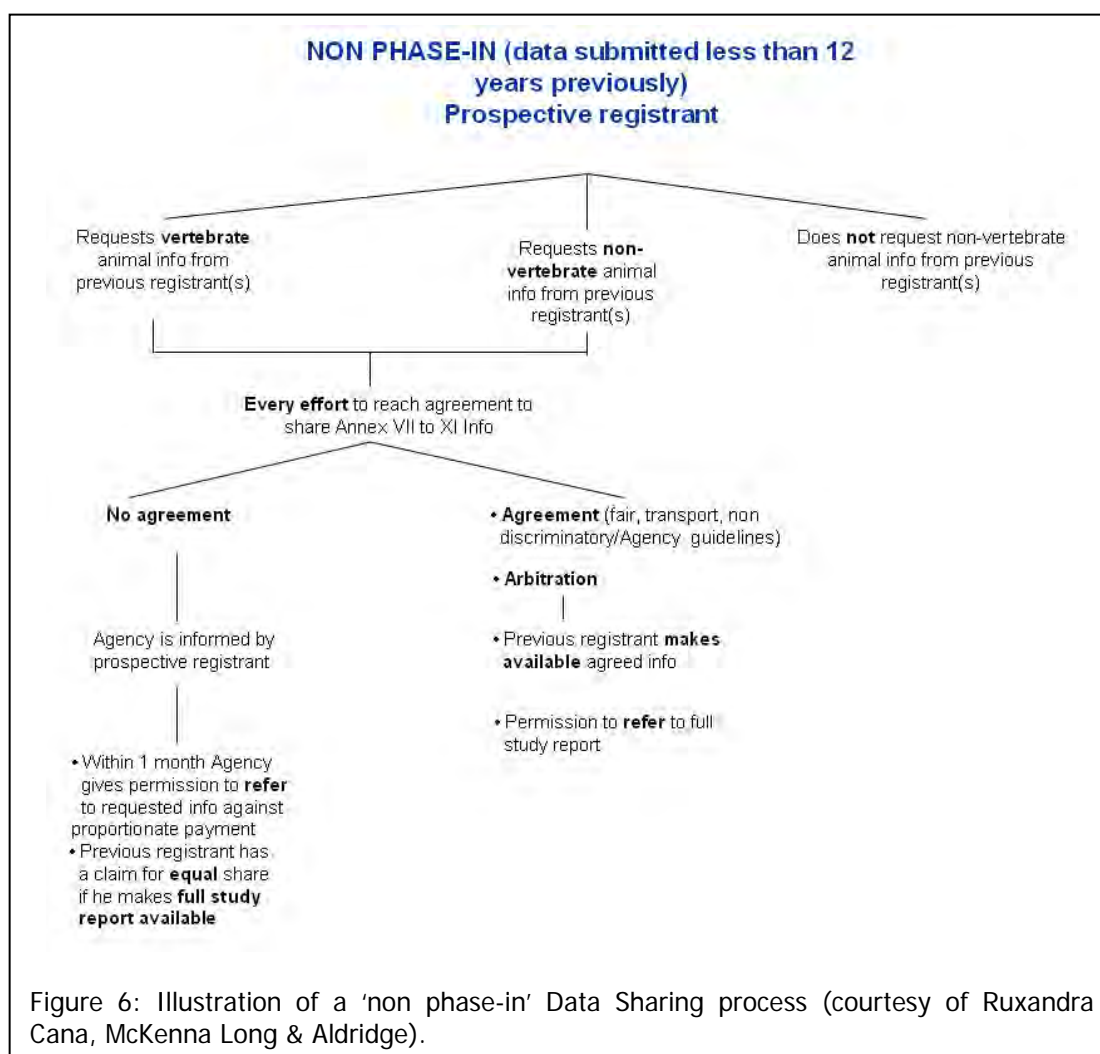 NON PHASE-IN (data submitted less than 12
years previously)
Prospective registrant
Requests vertebrate
animal info from
previous registrant(s)
Requests non-
vertebrate animal
info from previous
registrant(s)
Does not request non-vertebrate
animal info from previous
registrant(s)
Every effort to reach agreement to
share Annex VII to XI Info
No agreement
Agency is informed by
prospective registrant
• Within 1 month Agency
gives permission to refer
to requested info against
proportionate payment
• Previous registrant has
a claim for equal share
if he makes full study
report available
• Agreement (fair, transport, non
discriminatory/Agency guidelines)
• Arbitration
• Previous registrant makes
available agreed info
• Permission to refer to full
study report
Figure 6: Illustration of a ‘non phase-in’ Data Sharing process (courtesy of Ruxandra
Cana, McKenna Long & Aldridge).